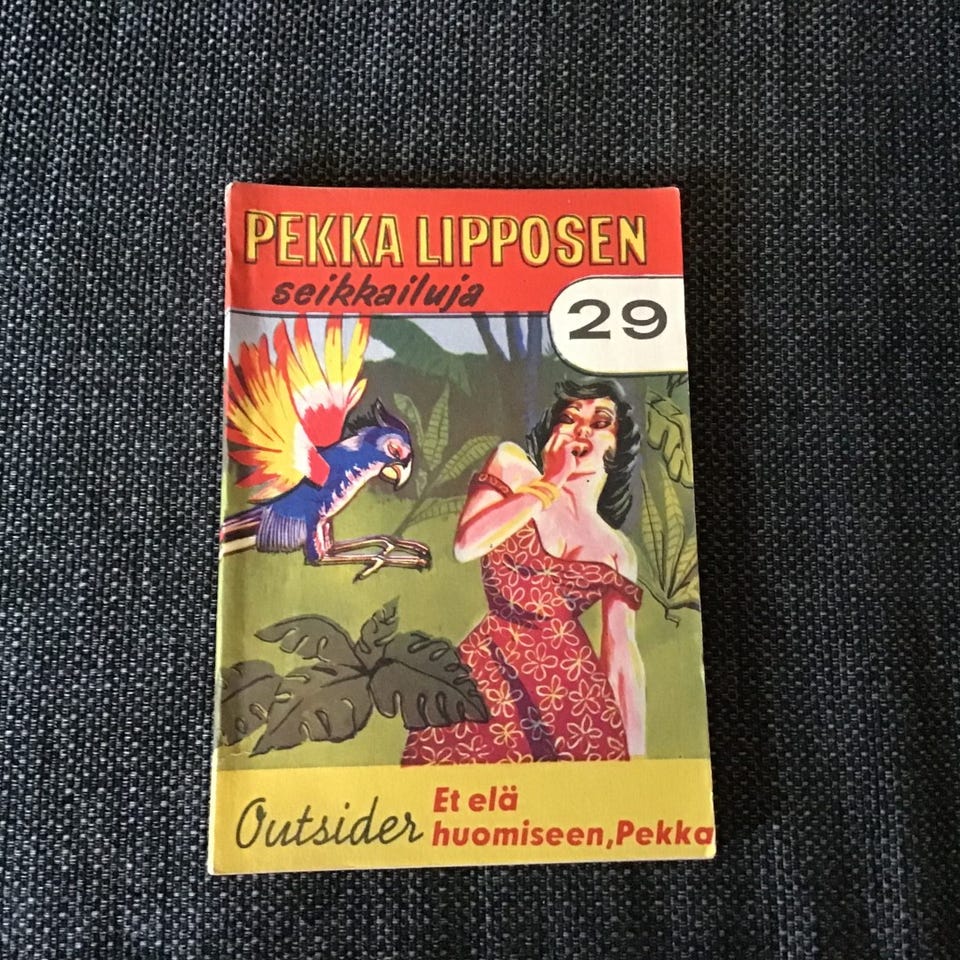 PEKKA LIPPOSEN
seikkailuja
29
Outsider
Et elä
huomiseen, Pekka